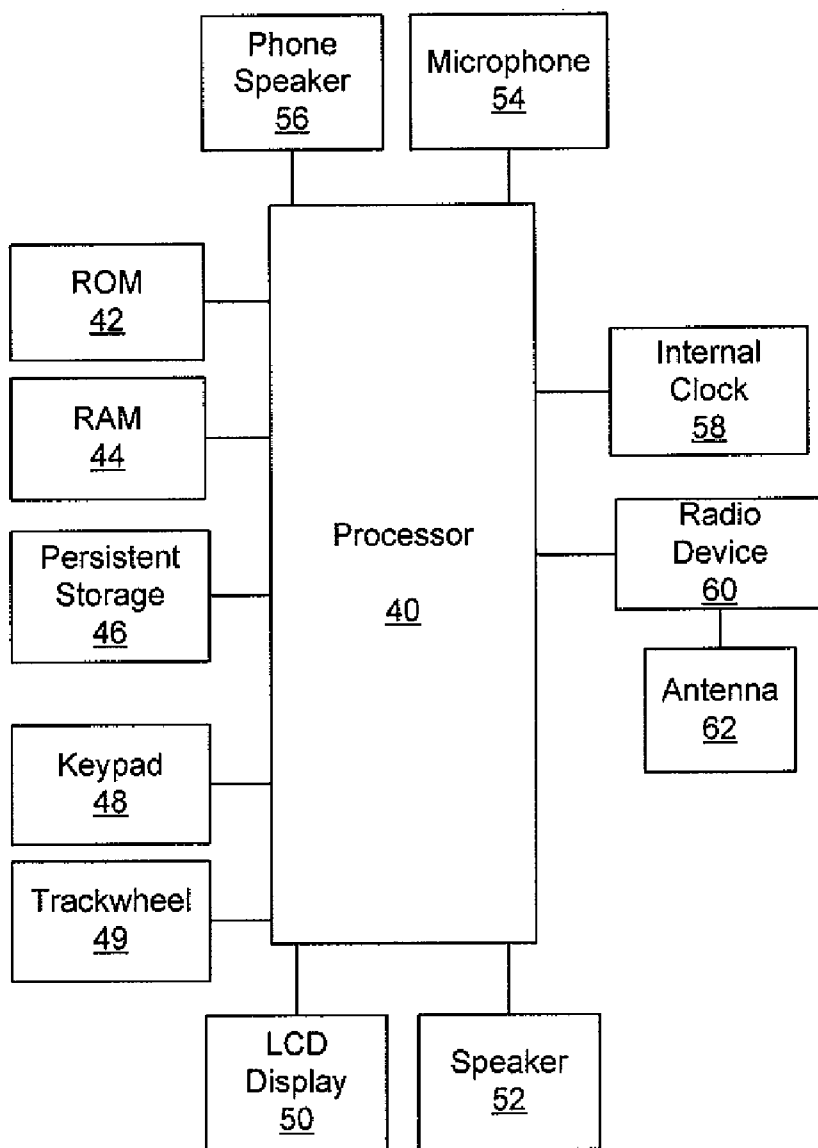 Phone
Speaker
56
Microphone
54
ROM
42
RAM
44
Persistent
Storage
46
Keypad
48
Trackwheel
49
Processor
40
Internal
Clock
58
Radio
Device
60
Antenna
62
LCD
Display
50
Speaker
52